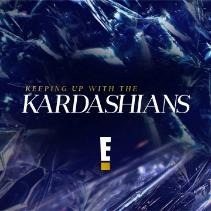 KEEPING UP WITH THE
KARDASHIANS
E!